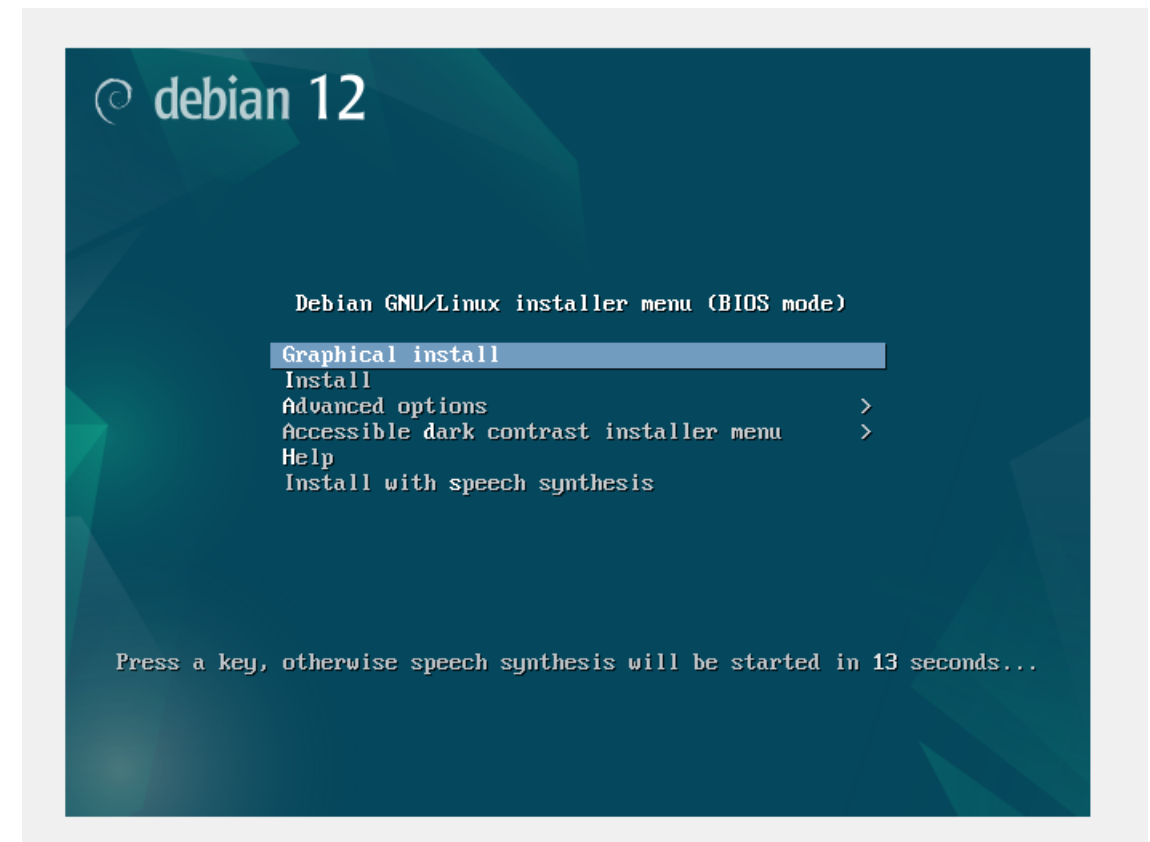 debian 12
Debian GNU/Linux installer menu (BIOS mode)
Graphical install
Install
Advanced options >
Accessible dark contrast installer menu >
Help
Install with speech synthesis
Press a key, otherwise speech synthesis will be started in 13 seconds...